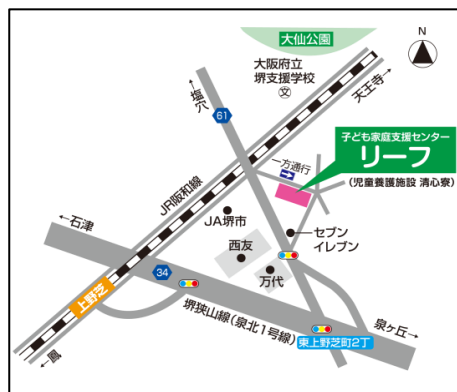 大仙公園
N
大阪府立
堺支援学校
文
天王寺→
←塩穴
61
子ども家庭支援センター
リーフ
(児童養護施設 清心寮)
一方通行
JR阪和線
JA堺市
セブン
イレブン
←石津
西友
34
万代
上野芝
堺狭山線(泉北1号線)
泉ヶ丘→
東上野芝町2丁
←鳳